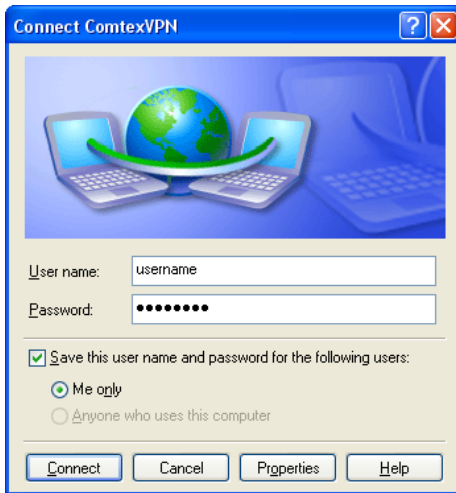 Connect ComtexVPN
User name: username
Password: ••••••••
Save this user name and password for the following users:
Me only
Anyone who uses this computer
Connect Cancel Properties Help